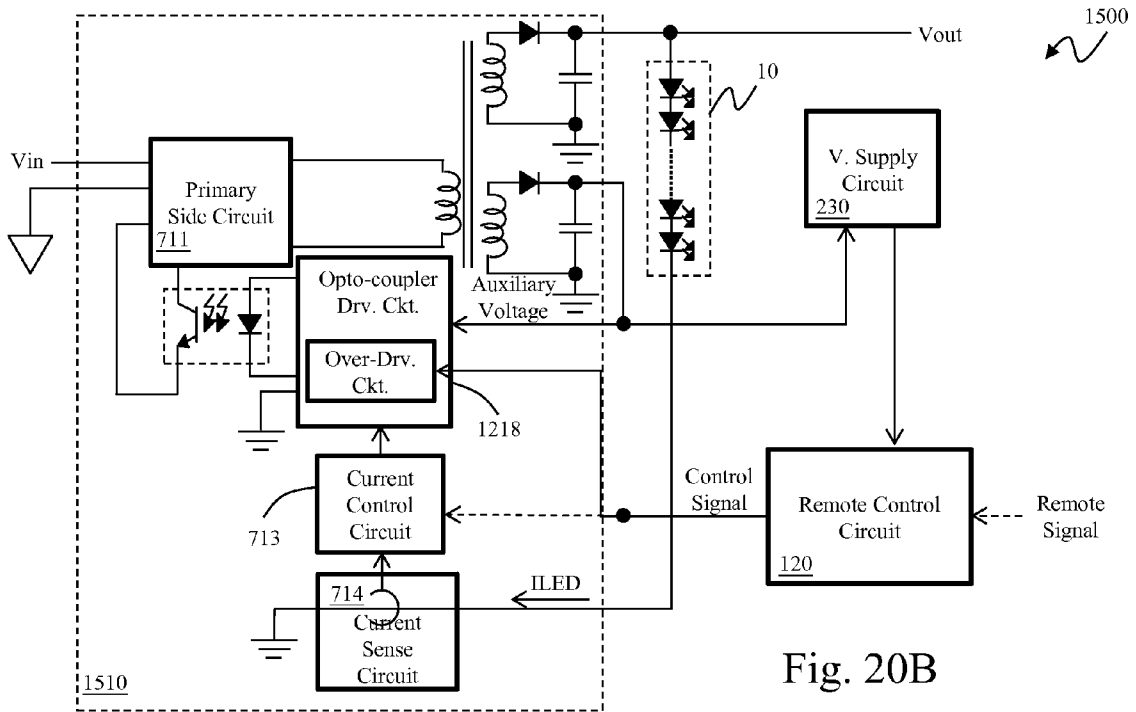 1500
Vout
10
Vin
Primary
Side Circuit
711
V. Supply
Circuit
230
Opto-coupler
Drv. Ckt.
Auxiliary
Voltage
Over-Drv.
Ckt.
1218
Current
Control
Circuit
713
Control
Signal
Remote Control
Circuit
120
Remote
Signal
714
Current
Sense
Circuit
ILED
1510
Fig. 20B